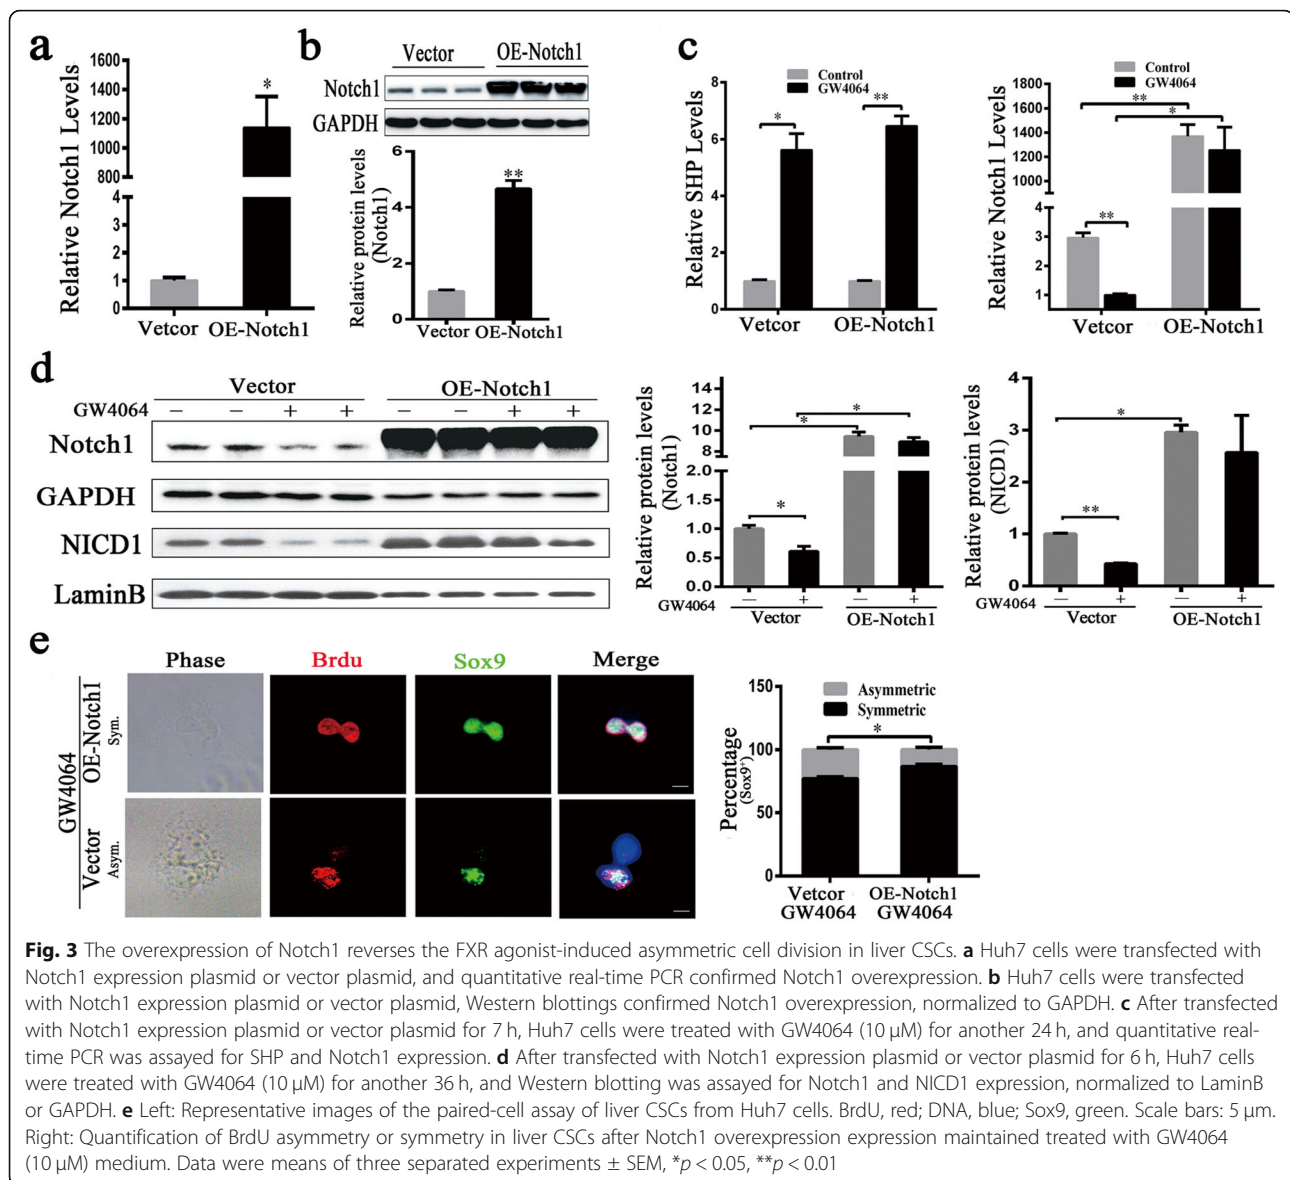 a
Relative Notch1 Levels
1600
1400
1200
1000
800
4
3
2
1
0
*
Vetcor OE-Notch1
b
Vector OE-Notch1
Notch1
GAPDH
Relative protein levels
(Notch1)
6
4
2
0
**
Vector OE-Notch1
c
Control
GW4064
Relative SHP Levels
8
6
4
2
0
* **
Vetcor OE-Notch1
Control
GW4064
Relative Notch1 Levels
1800
1600
1400
1200
1000
4
3
2
1
**
*
**
Vetcor OE-Notch1
d
Vector OE-Notch1
GW4064 — — + + — — + +
Notch1
GAPDH
NICD1
LaminB
Relative protein levels
(Notch1)
14
12
10
8
2.0
1.5
1.0
0.5
0.0
*
*
*
GW4064 — + — +
Vector OE-Notch1
Relative protein levels
(NICD1)
4
3
2
1
0
*
**
GW4064 — + — +
Vector OE-Notch1
e
Phase Brdu Sox9 Merge
GW4064
OE-Notch1
Sym.
Vector
Asym.
Asymmetric
Symmetric
Percentage
(Sox9+)
150
100
50
0
*
Vetcor OE-Notch1
GW4064 GW4064
Fig. 3 The overexpression of Notch1 reverses the FXR agonist-induced asymmetric cell division in liver CSCs. a Huh7 cells were transfected with
Notch1 expression plasmid or vector plasmid, and quantitative real-time PCR confirmed Notch1 overexpression. b Huh7 cells were transfected
with Notch1 expression plasmid or vector plasmid, Western blottings confirmed Notch1 overexpression, normalized to GAPDH. c After transfected
with Notch1 expression plasmid or vector plasmid for 7 h, Huh7 cells were treated with GW4064 (10 μM) for another 24 h, and quantitative real-
time PCR was assayed for SHP and Notch1 expression. d After transfected with Notch1 expression plasmid or vector plasmid for 6 h, Huh7 cells
were treated with GW4064 (10 μM) for another 36 h, and Western blotting was assayed for Notch1 and NICD1 expression, normalized to LaminB
or GAPDH. e Left: Representative images of the paired-cell assay of liver CSCs from Huh7 cells. BrdU, red; DNA, blue; Sox9, green. Scale bars: 5 μm.
Right: Quantification of BrdU asymmetry or symmetry in liver CSCs after Notch1 overexpression expression maintained treated with GW4064
(10 μM) medium. Data were means of three separated experiments ± SEM, *p < 0.05, **p < 0.01